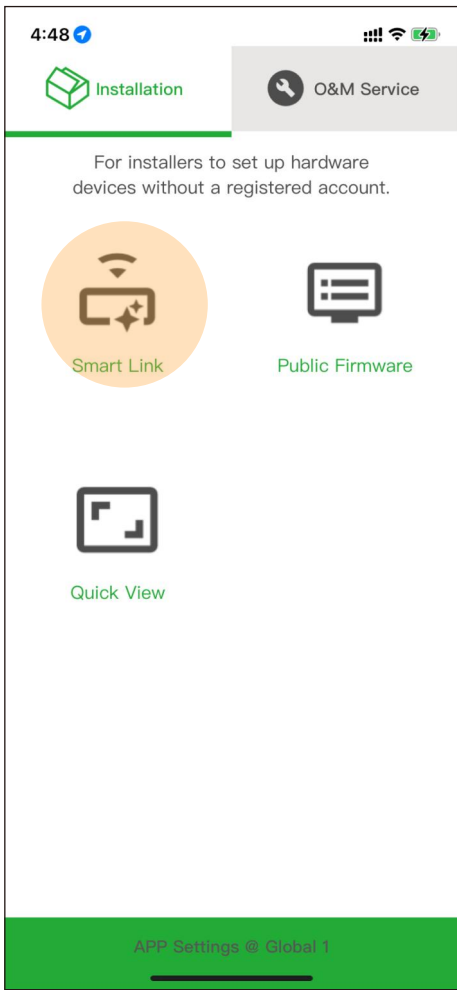 4:48
Installation
O&M Service
For installers to set up hardware
devices without a registered account.
Smart Link
Public Firmware
Quick View
APP Settings @ Global 1